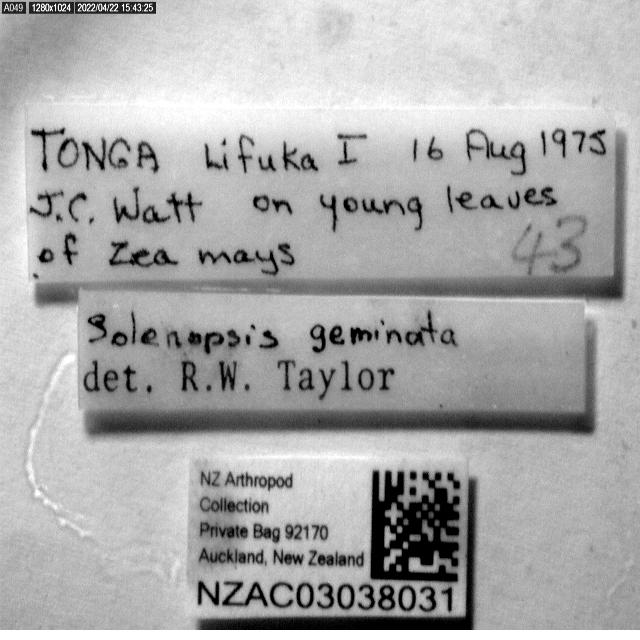 A049 1280x1024 2022/04/22 15:43:25
TONGA Lifuka I 16 Aug 1975
J.C. Watt on young leaves
of Zea mays 43
Solenopsis geminata
det. R.W. Taylor
NZ Arthropod
Collection
Private Bag 92170
Auckland, New Zealand
NZAC03038031